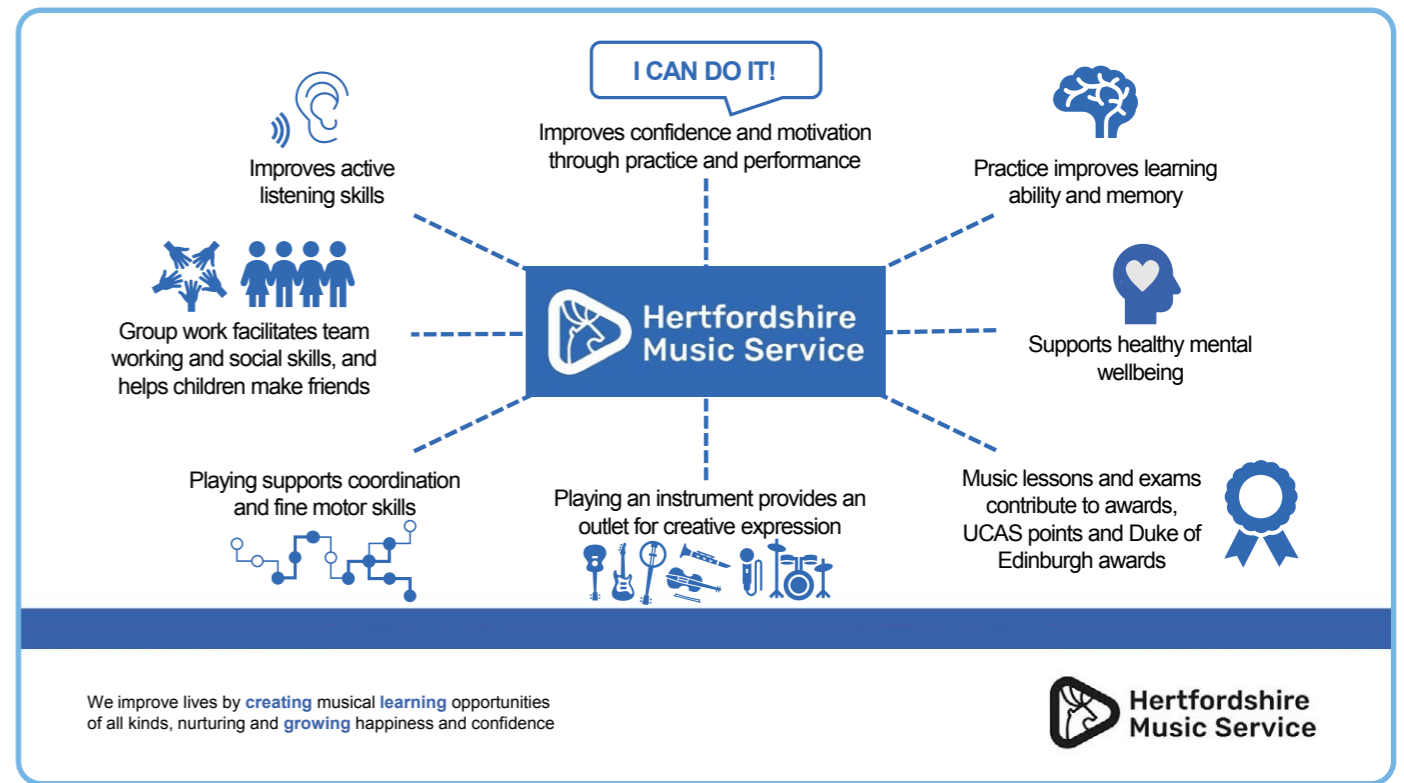 I CAN DO IT!
Improves confidence and motivation
through practice and performance
Improves active
listening skills
Practice improves learning
ability and memory
Group work facilitates team
working and social skills, and
helps children make friends
Hertfordshire
Music Service
Supports healthy mental
wellbeing
Playing supports coordination
and fine motor skills
Playing an instrument provides an
outlet for creative expression
Music lessons and exams
contribute to awards,
UCAS points and Duke of
Edinburgh awards
We improve lives by creating musical learning opportunities
of all kinds, nurturing and growing happiness and confidence
Hertfordshire
Music Service